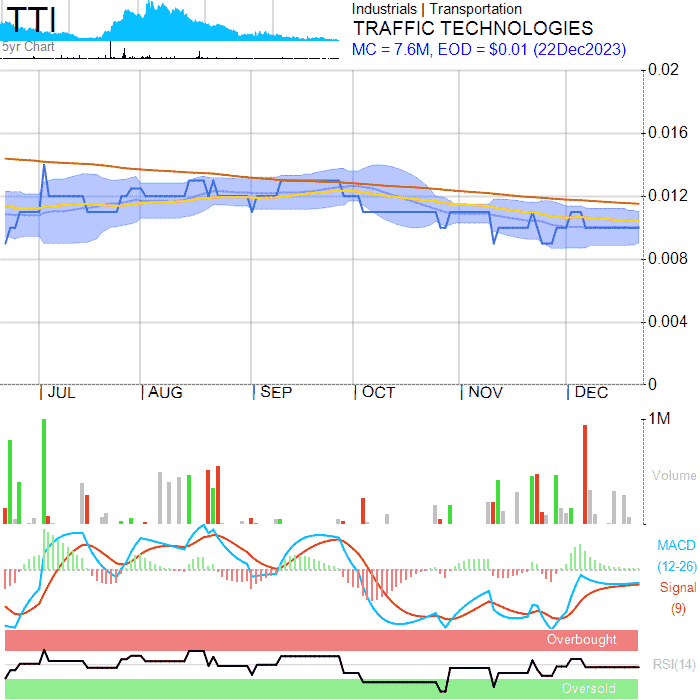 TTI
5yr Chart
Industrials | Transportation
TRAFFIC TECHNOLOGIES
MC = 7.6M, EOD = $0.01 (22Dec2023)
0.02
0.016
0.012
0.008
0.004
0
JUL AUG SEP OCT NOV DEC
1M
Volume
MACD
(12-26)
Signal
(9)
Overbought
RSI(14)
Oversold